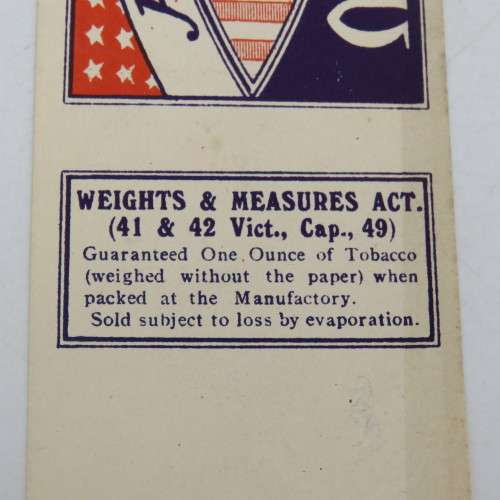 WEIGHTS & MEASURES ACT.
(41 & 42 Vict., Cap., 49)
Guaranteed One Ounce of Tobacco
(weighed without the paper) when
packed at the Manufactory.
Sold subject to loss by evaporation.